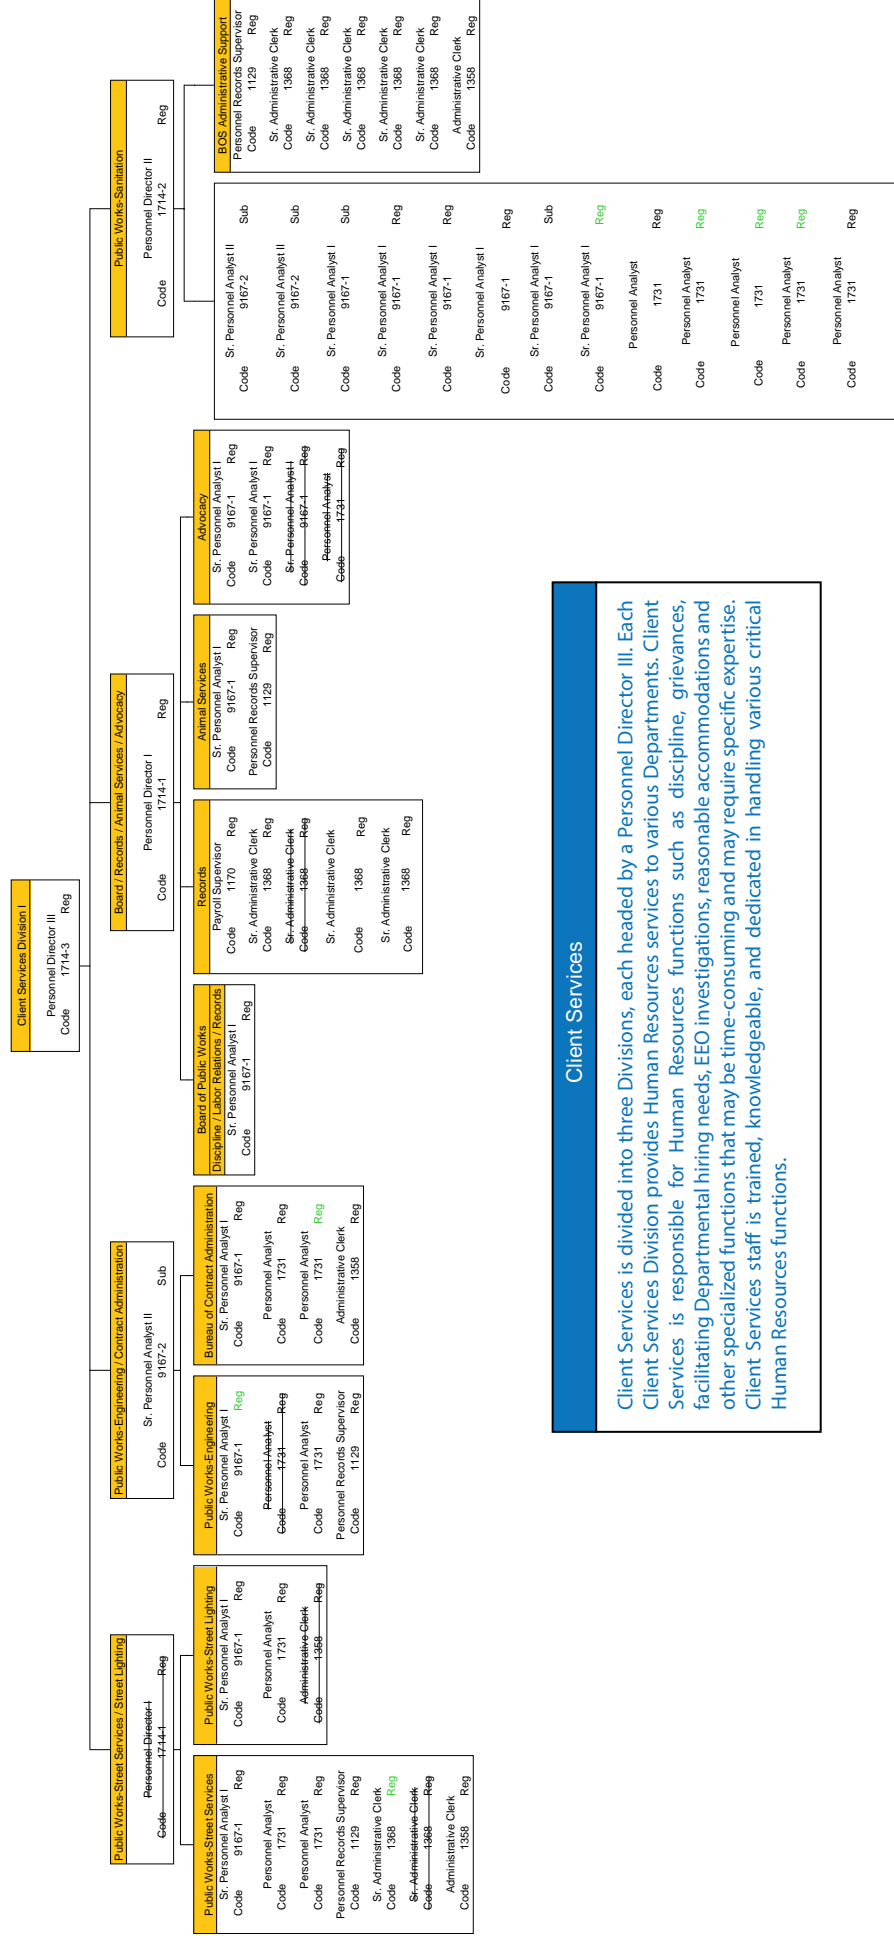 Client Services Division I
Personnel Director III
Code 1714-3 Reg
Public Works-Street Services / Street Lighting
Personnel Director I
Code 1714-1 Reg
Public Works-Street Services
Sr. Personnel Analyst I
Code 9167-1 Reg
Personnel Analyst
Code 1731 Reg
Personnel Analyst
Code 1731 Reg
Personnel Records Supervisor
Code 1129 Reg
Sr. Administrative Clerk
Code 1368 Reg
Sr. Administrative Clerk
Code 1368 Reg
Administrative Clerk
Code 1358 Reg
Public Works-Street Lighting
Sr. Personnel Analyst I
Code 9167-1 Reg
Personnel Analyst
Code 1731 Reg
Administrative Clerk
Code 1358 Reg
Public Works-Engineering / Contract Administration
Sr. Personnel Analyst II
Code 9167-2 Sub
Public Works-Engineering
Sr. Personnel Analyst I
Code 9167-1 Reg
Personnel Analyst
Code 1731 Reg
Personnel Analyst
Code 1731 Reg
Personnel Records Supervisor
Code 1129 Reg
Bureau of Contract Administration
Sr. Personnel Analyst I
Code 9167-1 Reg
Personnel Analyst
Code 1731 Reg
Personnel Analyst
Code 1731 Reg
Administrative Clerk
Code 1358 Reg
Board / Records / Animal Services / Advocacy
Personnel Director I
Code 1714-1 Reg
Board of Public Works
Discipline / Labor Relations / Records
Sr. Personnel Analyst I
Code 9167-1 Reg
Records
Payroll Supervisor
Code 1170 Reg
Sr. Administrative Clerk
Code 1368 Reg
Sr. Administrative Clerk
Code 1368 Reg
Sr. Administrative Clerk
Code 1368 Reg
Sr. Administrative Clerk
Code 1368 Reg
Animal Services
Sr. Personnel Analyst I
Code 9167-1 Reg
Personnel Records Supervisor
Code 1129 Reg
Advocacy
Sr. Personnel Analyst I
Code 9167-1 Reg
Sr. Personnel Analyst I
Code 9167-1 Reg
Sr. Personnel Analyst I
Code 9167-1 Reg
Personnel Analyst
Code 1731 Reg
Public Works-Sanitation
Personnel Director II
Code 1714-2 Reg
Sr. Personnel Analyst II
Code 9167-2 Sub
Sr. Personnel Analyst II
Code 9167-2 Sub
Sr. Personnel Analyst I
Code 9167-1 Sub
Sr. Personnel Analyst I
Code 9167-1 Reg
Sr. Personnel Analyst I
Code 9167-1 Reg
Sr. Personnel Analyst I
Code 9167-1 Reg
Sr. Personnel Analyst I
Code 9167-1 Sub
Sr. Personnel Analyst I
Code 9167-1 Reg
Personnel Analyst
Code 1731 Reg
Personnel Analyst
Code 1731 Reg
Personnel Analyst
Code 1731 Reg
Personnel Analyst
Code 1731 Reg
Personnel Analyst
Code 1731 Reg
BOS Administrative Support
Personnel Records Supervisor
Code 1129 Reg
Sr. Administrative Clerk
Code 1368 Reg
Sr. Administrative Clerk
Code 1368 Reg
Sr. Administrative Clerk
Code 1368 Reg
Sr. Administrative Clerk
Code 1368 Reg
Sr. Administrative Clerk
Code 1368 Reg
Administrative Clerk
Code 1358 Reg
Client Services
Client Services is divided into three Divisions, each headed by a Personnel Director III. Each
Client Services Division provides Human Resources services to various Departments. Client
Services is responsible for Human Resources functions such as discipline, grievances,
facilitating Departmental hiring needs, EEO investigations, reasonable accommodations and
other specialized functions that may be time-consuming and may require specific expertise.
Client Services staff is trained, knowledgeable, and dedicated in handling various critical
Human Resources functions.